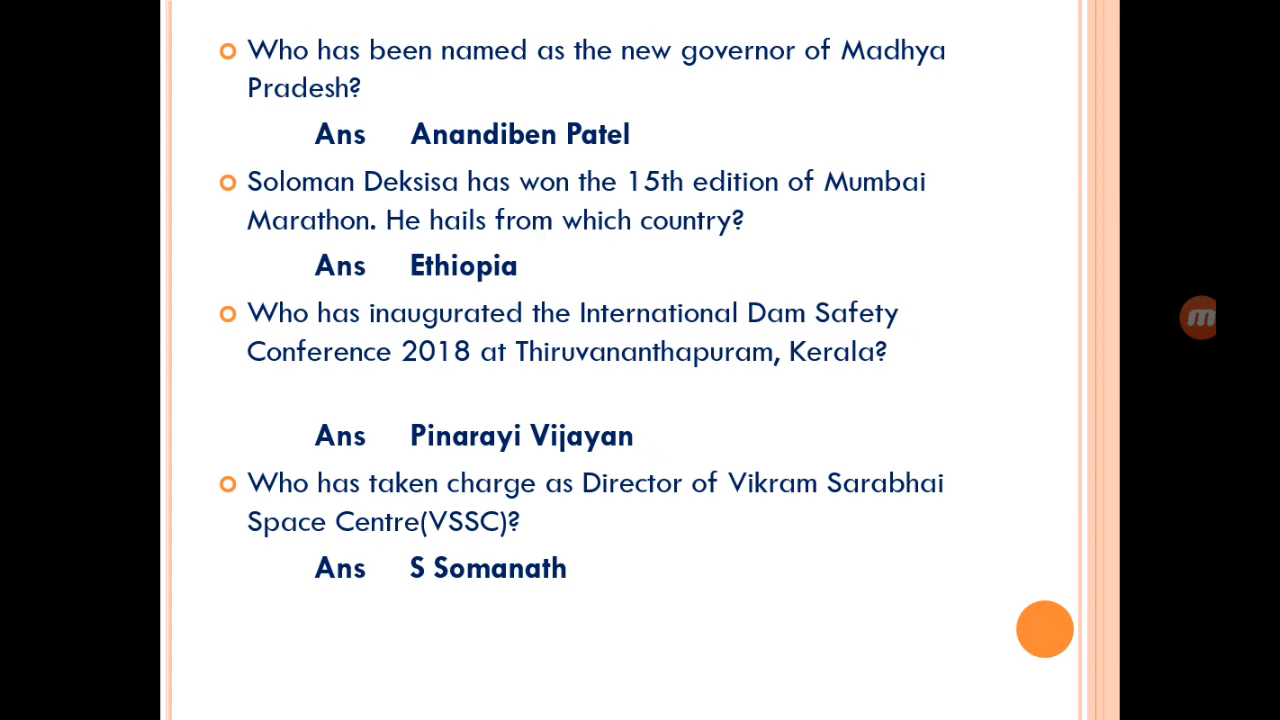 Who has been named as the new governor of Madhya
Pradesh?
Ans Anandiben Patel
Soloman Deksisa has won the 15th edition of Mumbai
Marathon. He hails from which country?
Ans Ethiopia
Who has inaugurated the International Dam Safety
Conference 2018 at Thiruvananthapuram, Kerala?
Ans Pinarayi Vijayan
Who has taken charge as Director of Vikram Sarabhai
Space Centre(VSSC)?
Ans S Somanath